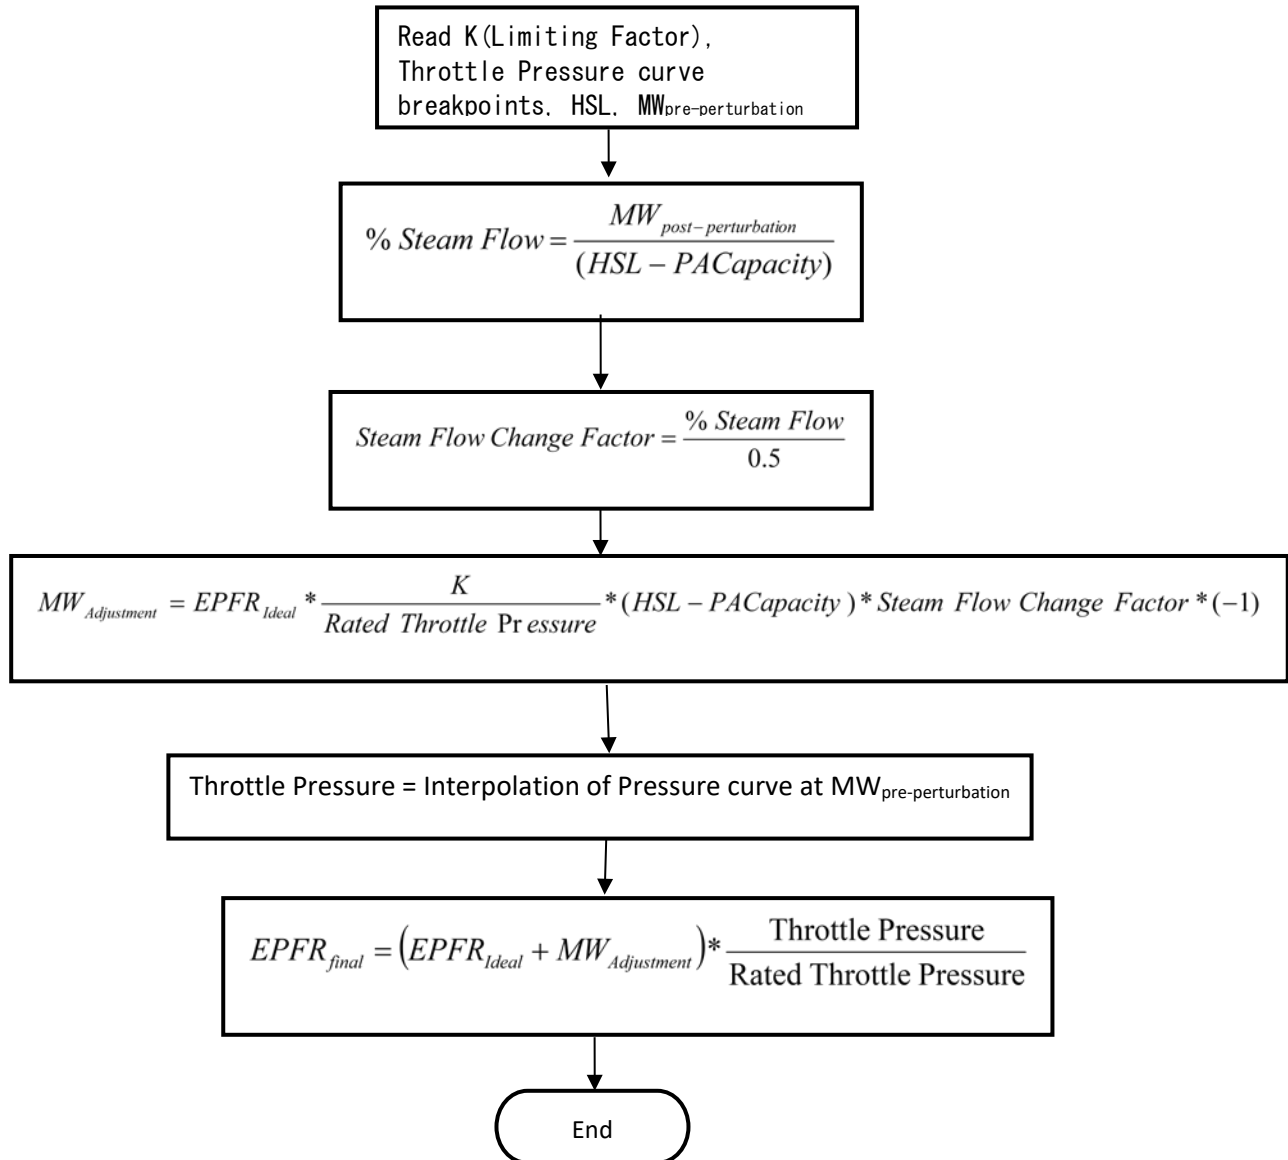 Read K(Limiting Factor),
Throttle Pressure curve
breakpoints, HSL, MWpre-perturbation
% Steam Flow = MWpost-perturbation / (HSL - PACapacity)
Steam Flow Change Factor = % Steam Flow / 0.5
MWAdjustment = EPFRIdeal * K / Rated Throttle Pressure * (HSL - PACapacity) * Steam Flow Change Factor * (-1)
Throttle Pressure = Interpolation of Pressure curve at MWpre-perturbation
EPFRfinal = (EPFRIdeal + MWAdjustment) * Throttle Pressure / Rated Throttle Pressure
End